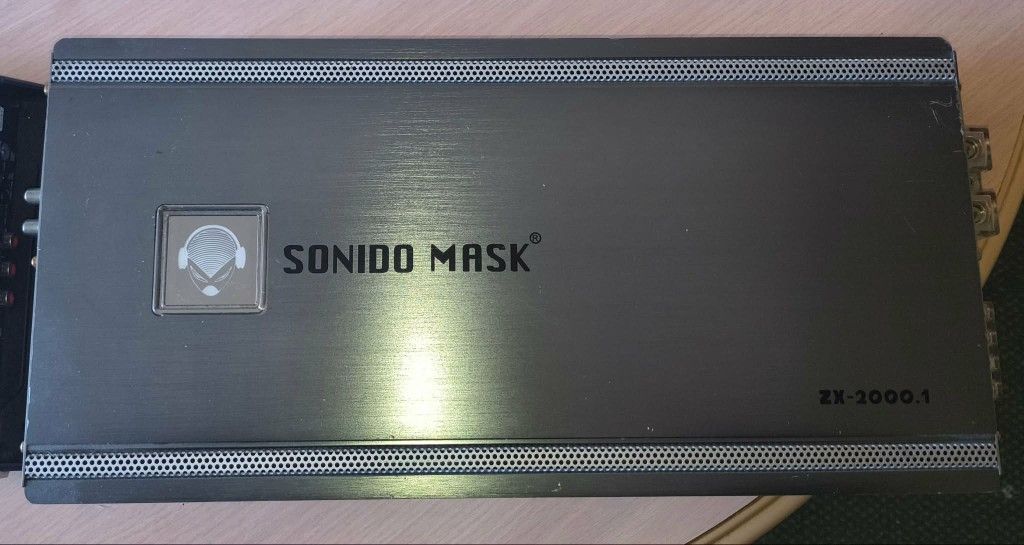 SONIDO MASK®
ZX-2000.1